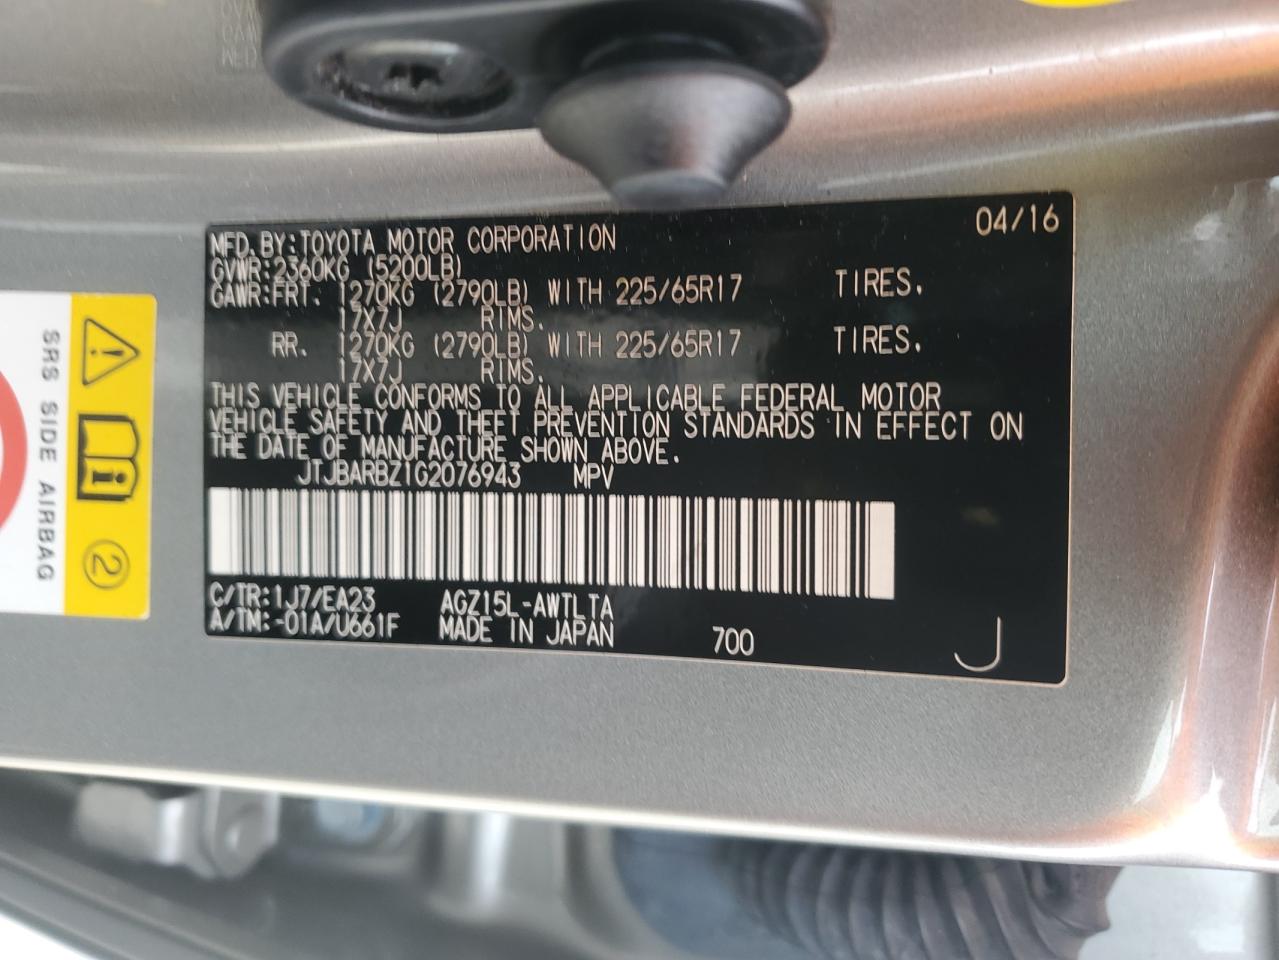 04/16
MFD. BY: TOYOTA MOTOR CORPORATION
GVWR: 2360KG (5200LB)
GAWR: FRT. 1270KG (2790LB) WITH 225/65R17 TIRES.
17X7J RIMS.
RR. 1270KG (2790LB) WITH 225/65R17 TIRES.
17X7J RIMS.
THIS VEHICLE CONFORMS TO ALL APPLICABLE FEDERAL MOTOR
VEHICLE SAFETY AND THEFT PREVENTION STANDARDS IN EFFECT ON
THE DATE OF MANUFACTURE SHOWN ABOVE.
JTJBARBZ1G2076943 MPV
C/TR: 1J7/EA23 AGZ15L-AWTLTA
A/TM: -01A/U661F MADE IN JAPAN 700
J
SRS SIDE AIRBAG
2